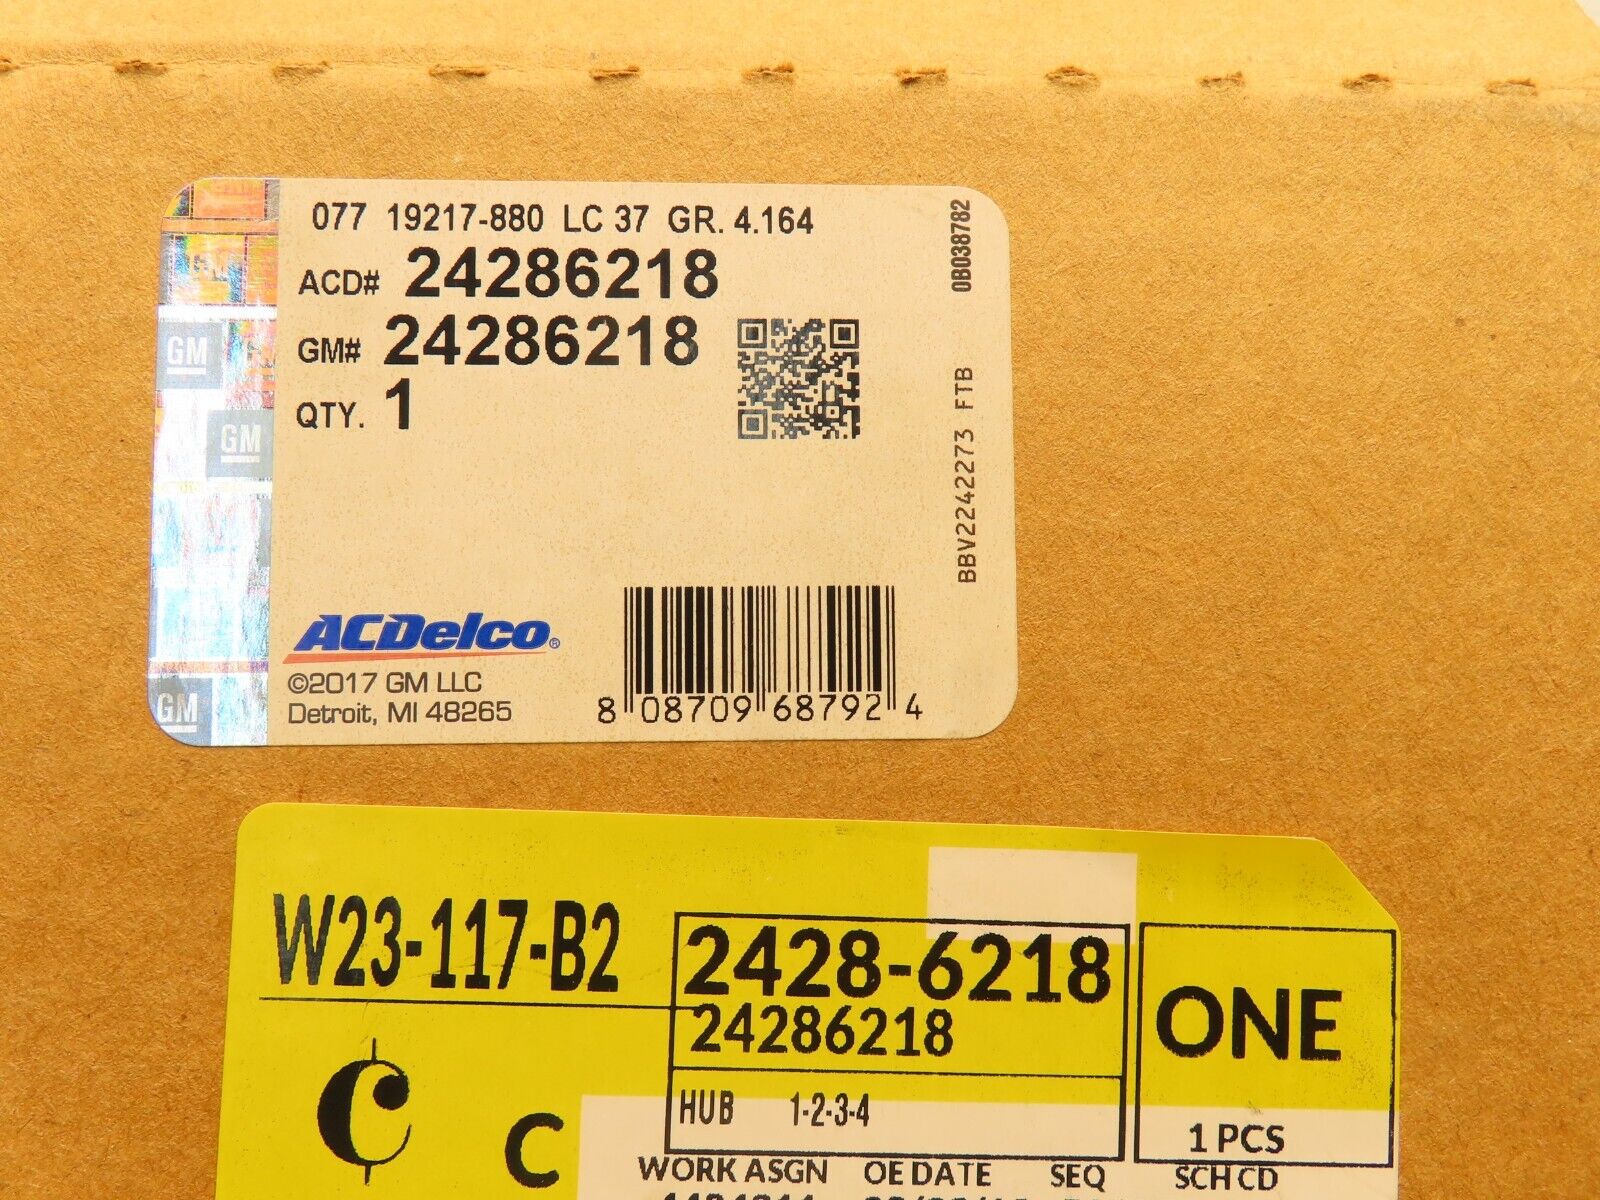 077 19217-880 LC 37 GR. 4.164
ACD# 24286218
GM# 24286218
QTY. 1
0B038782
BBV2242273 FTB
GM
GM
GM
ACDelco®
©2017 GM LLC
Detroit, MI 48265
8 08709 68792 4
W23-117-B2
2428-6218
24286218
ONE
HUB 1-2-3-4
1 PCS
C
C
WORK ASGN OE DATE SEQ SCH CD